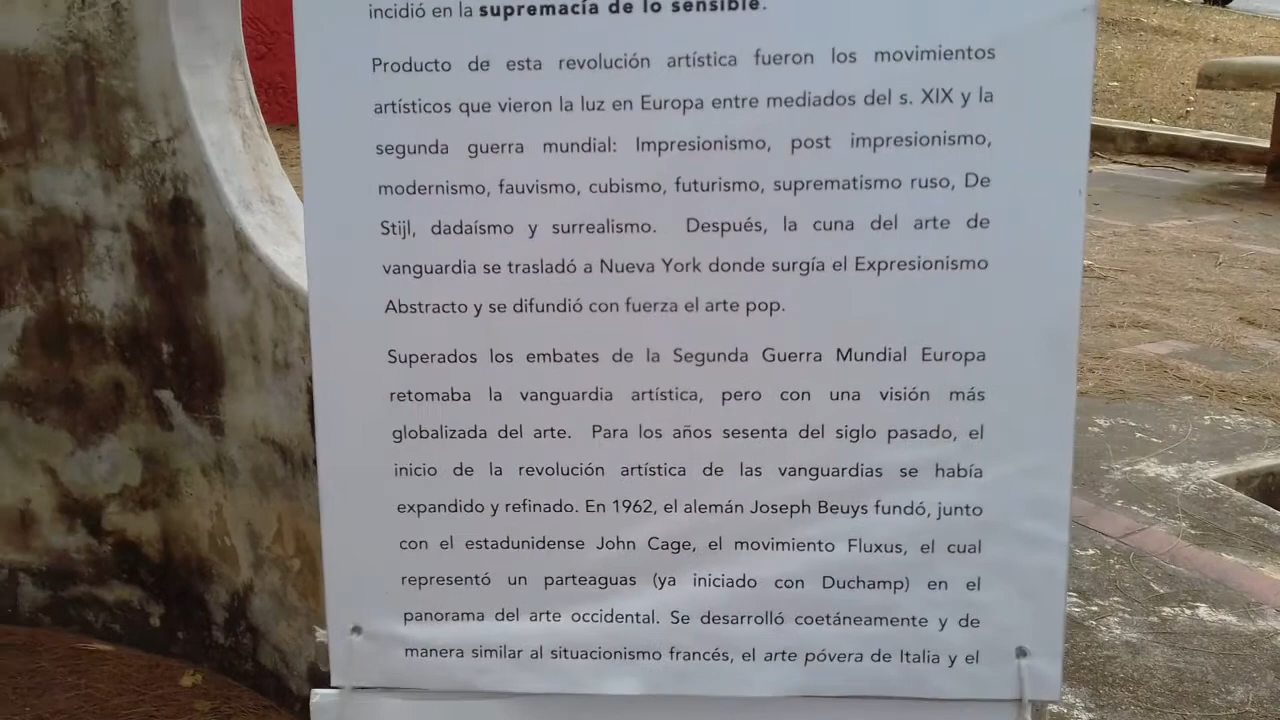 incidió en la supremacía de lo sensible.
Producto de esta revolución artística fueron los movimientos
artísticos que vieron la luz en Europa entre mediados del s. XIX y la
segunda guerra mundial: Impresionismo, post impresionismo,
modernismo, fauvismo, cubismo, futurismo, suprematismo ruso, De
Stijl, dadaísmo y surrealismo. Después, la cuna del arte de
vanguardia se trasladó a Nueva York donde surgía el Expresionismo
Abstracto y se difundió con fuerza el arte pop.
Superados los embates de la Segunda Guerra Mundial Europa
retomaba la vanguardia artística, pero con una visión más
globalizada del arte. Para los años sesenta del siglo pasado, el
inicio de la revolución artística de las vanguardias se había
expandido y refinado. En 1962, el alemán Joseph Beuys fundó, junto
con el estadunidense John Cage, el movimiento Fluxus, el cual
representó un parteaguas (ya iniciado con Duchamp) en el
panorama del arte occidental. Se desarrolló coetáneamente y de
manera similar al situacionismo francés, el arte póvera de Italia y el